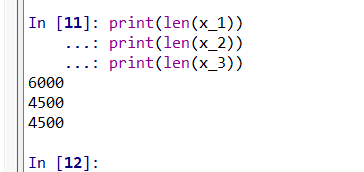 In [11]: print(len(x_1))
...: print(len(x_2))
...: print(len(x_3))
6000
4500
4500
In [12]: